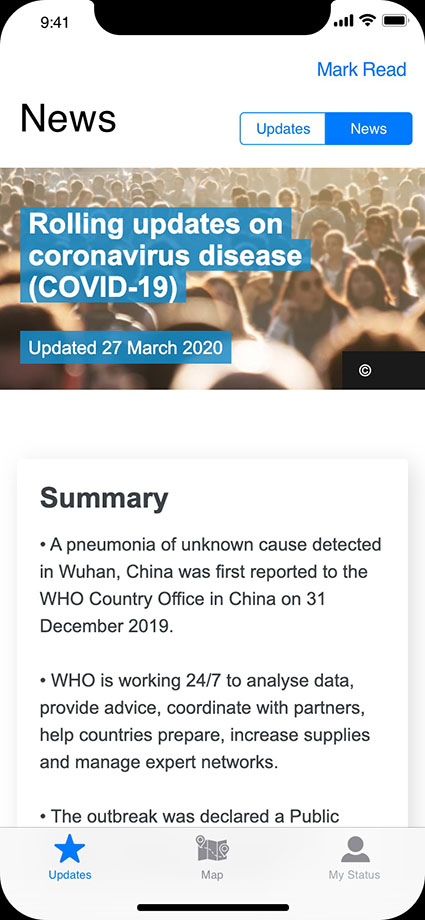 9:41
Mark Read
News
Updates
News
Rolling updates on
coronavirus disease
(COVID-19)
Updated 27 March 2020
©
Summary
• A pneumonia of unknown cause detected
in Wuhan, China was first reported to the
WHO Country Office in China on 31
December 2019.
• WHO is working 24/7 to analyse data,
provide advice, coordinate with partners,
help countries prepare, increase supplies
and manage expert networks.
• The outbreak was declared a Public
Updates
Map
My Status